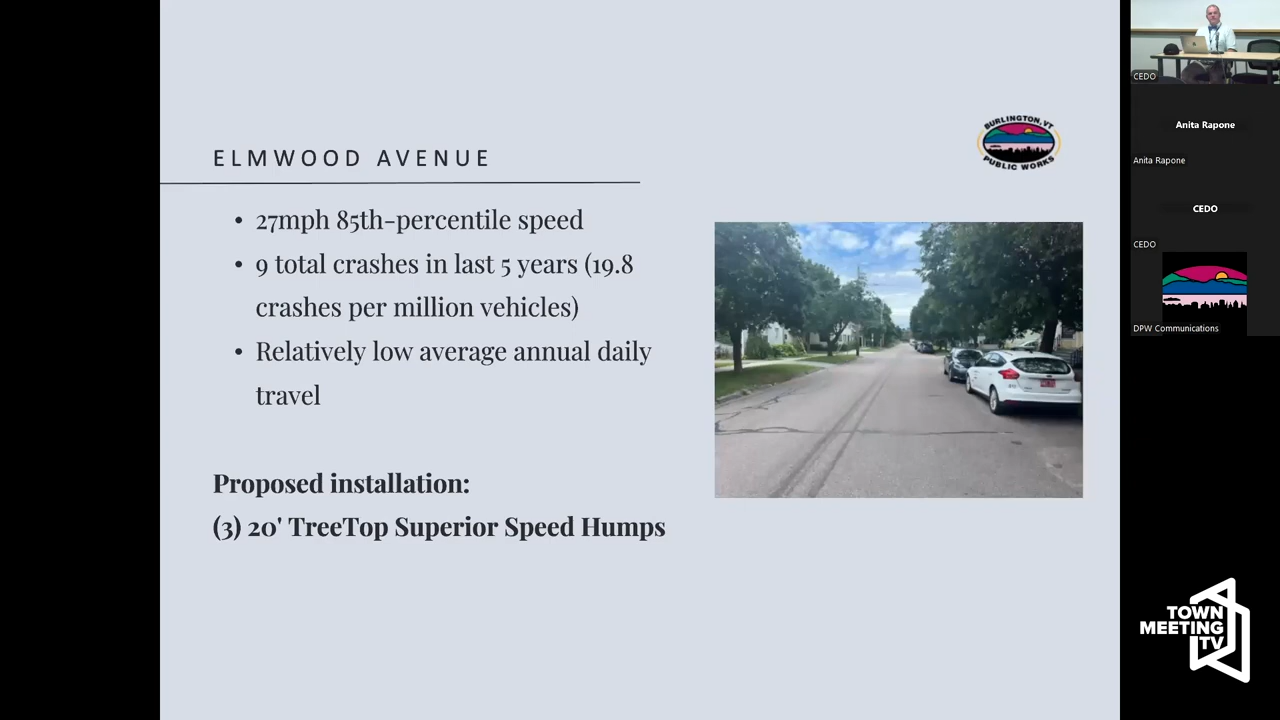 ELMWOOD AVENUE
BURLINGTON, VT
PUBLIC WORKS
• 27mph 85th-percentile speed
• 9 total crashes in last 5 years (19.8
crashes per million vehicles)
• Relatively low average annual daily
travel
Proposed installation:
(3) 20' TreeTop Superior Speed Humps
CEDO
Anita Rapone
Anita Rapone
CEDO
CEDO
DPW Communications
TOWN
MEETING
TV